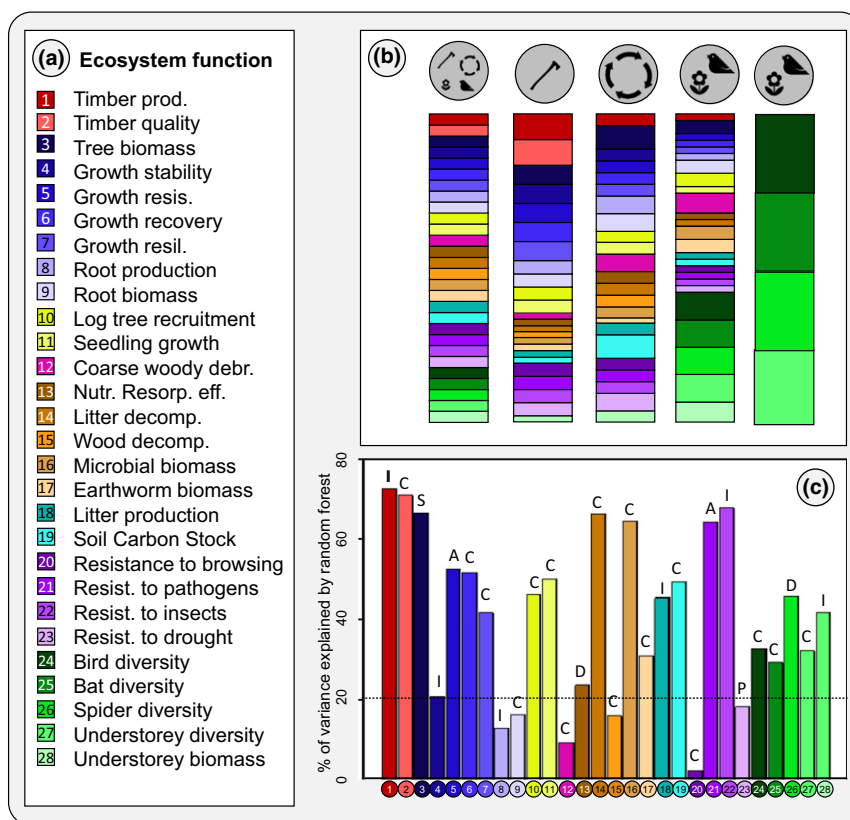 (a) Ecosystem function
1 Timber prod.
2 Timber quality
3 Tree biomass
4 Growth stability
5 Growth resis.
6 Growth recovery
7 Growth resil.
8 Root production
9 Root biomass
10 Log tree recruitment
11 Seedling growth
12 Coarse woody debr.
13 Nutr. Resorp. eff.
14 Litter decomp.
15 Wood decomp.
16 Microbial biomass
17 Earthworm biomass
18 Litter production
19 Soil Carbon Stock
20 Resistance to browsing
21 Resist. to pathogens
22 Resist. to insects
23 Resist. to drought
24 Bird diversity
25 Bat diversity
26 Spider diversity
27 Understorey diversity
28 Understorey biomass
(b)
(c)
% of variance explained by random forest
80
60
40
20
0
I C S I A C C I C C C C D C C C C I C C A I P C C D C I
1 2 3 4 5 6 7 8 9 10 11 12 13 14 15 16 17 18 19 20 21 22 23 24 25 26 27 28